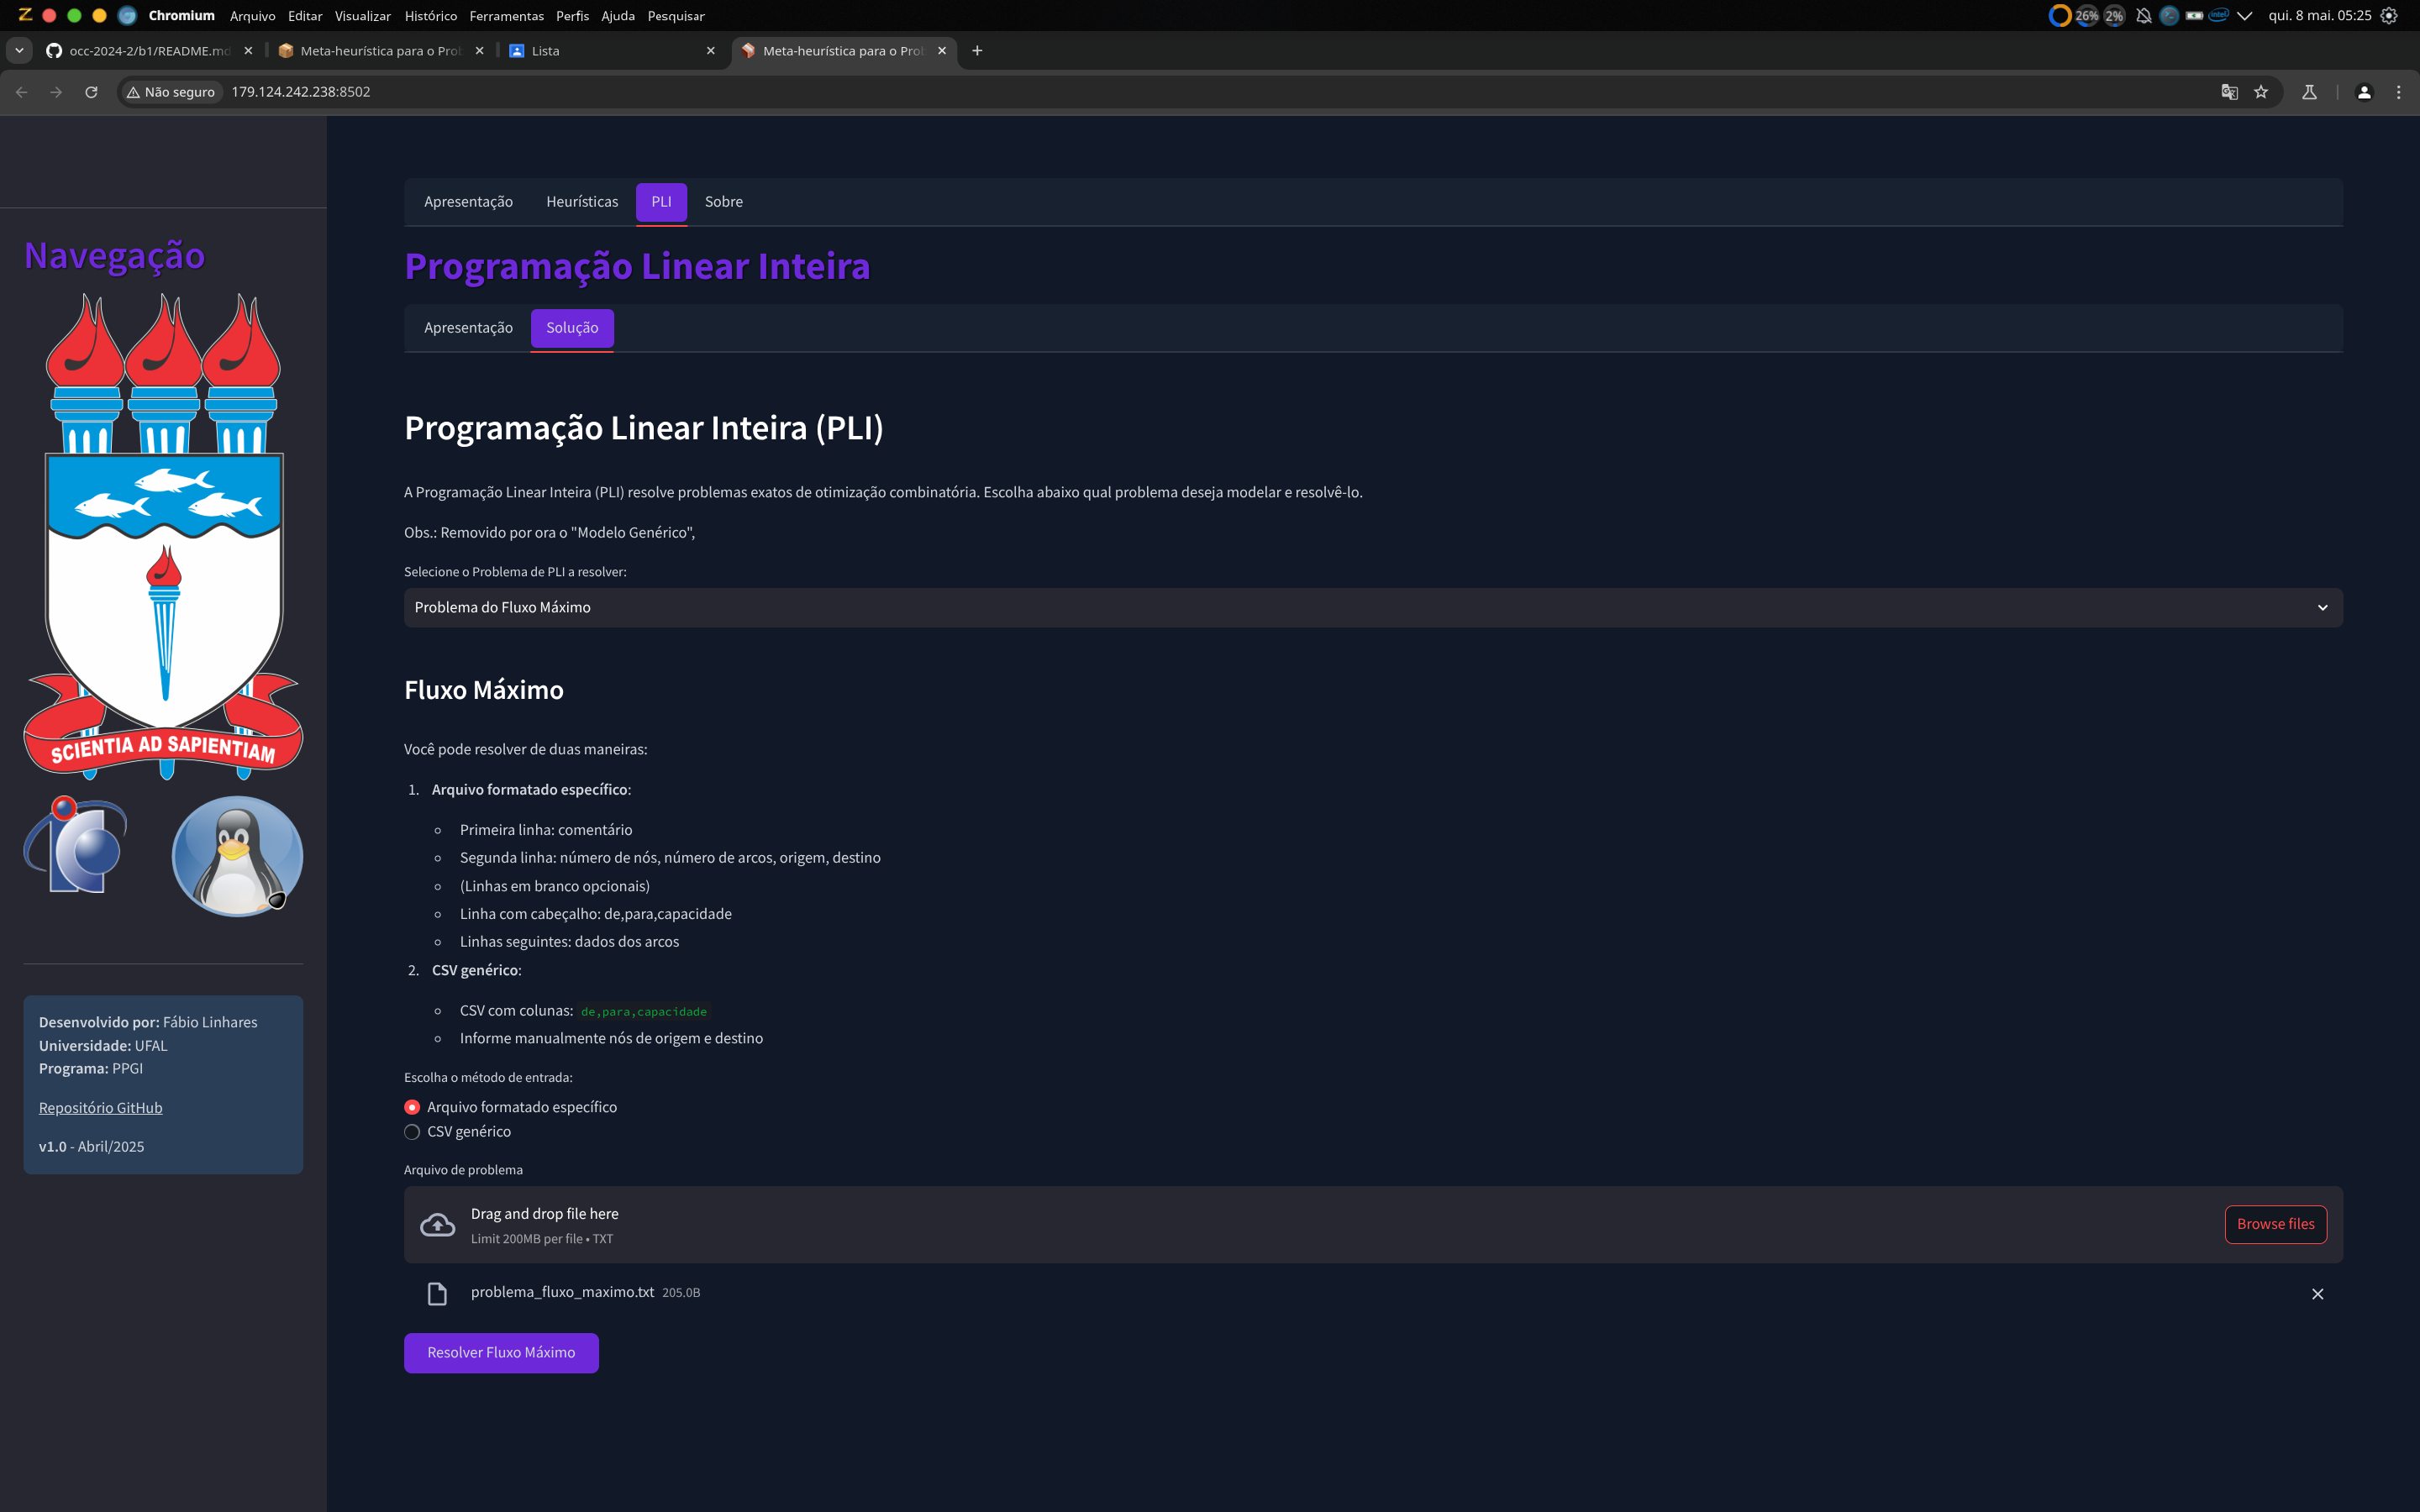 Chromium Arquivo Editar Visualizar Histórico Ferramentas Perfis Ajuda Pesquisar
26% 2% intel qui. 8 mai. 05:25
occ-2024-2/b1/README.md
Meta-heurística para o Pro
Lista
Meta-heurística para o Pro
Não seguro 179.124.242.238:8502
Navegação
SCIENTIA AD SAPIENTIAM
Desenvolvido por: Fábio Linhares
Universidade: UFAL
Programa: PPGI
Repositório GitHub
v1.0 - Abril/2025
Apresentação Heurísticas PLI Sobre
Programação Linear Inteira
Apresentação Solução
Programação Linear Inteira (PLI)
A Programação Linear Inteira (PLI) resolve problemas exatos de otimização combinatória. Escolha abaixo qual problema deseja modelar e resolvê-lo.
Obs.: Removido por ora o "Modelo Genérico",
Selecione o Problema de PLI a resolver:
Problema do Fluxo Máximo
Fluxo Máximo
Você pode resolver de duas maneiras:
1. Arquivo formatado específico:
Primeira linha: comentário
Segunda linha: número de nós, número de arcos, origem, destino
(Linhas em branco opcionais)
Linha com cabeçalho: de,para,capacidade
Linhas seguintes: dados dos arcos
2. CSV genérico:
CSV com colunas: de,para,capacidade
Informe manualmente nós de origem e destino
Escolha o método de entrada:
Arquivo formatado específico
CSV genérico
Arquivo de problema
Drag and drop file here
Limit 200MB per file • TXT
Browse files
problema_fluxo_maximo.txt 205.0B
Resolver Fluxo Máximo